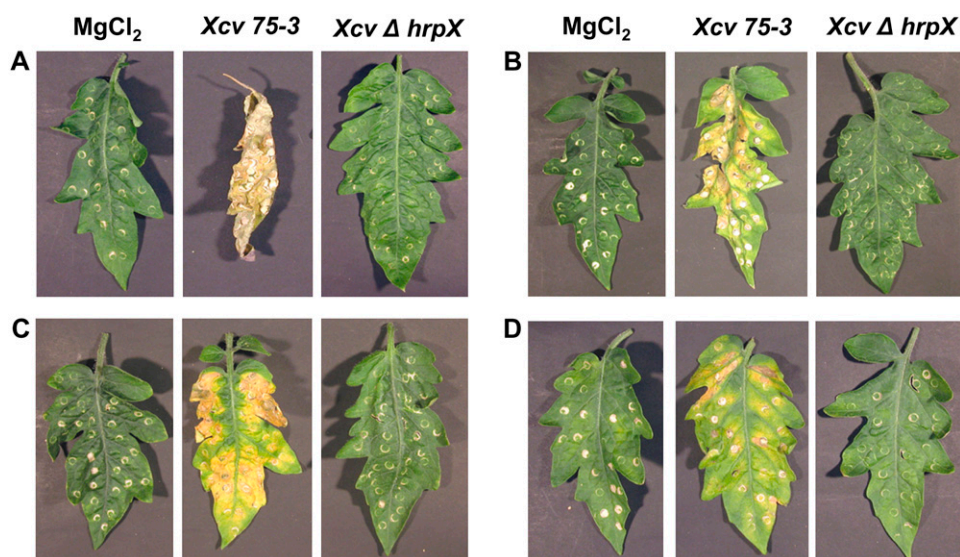 MgCl₂ Xcv 75-3 Xcv Δ hrpX MgCl₂ Xcv 75-3 Xcv Δ hrpX
A B
C D